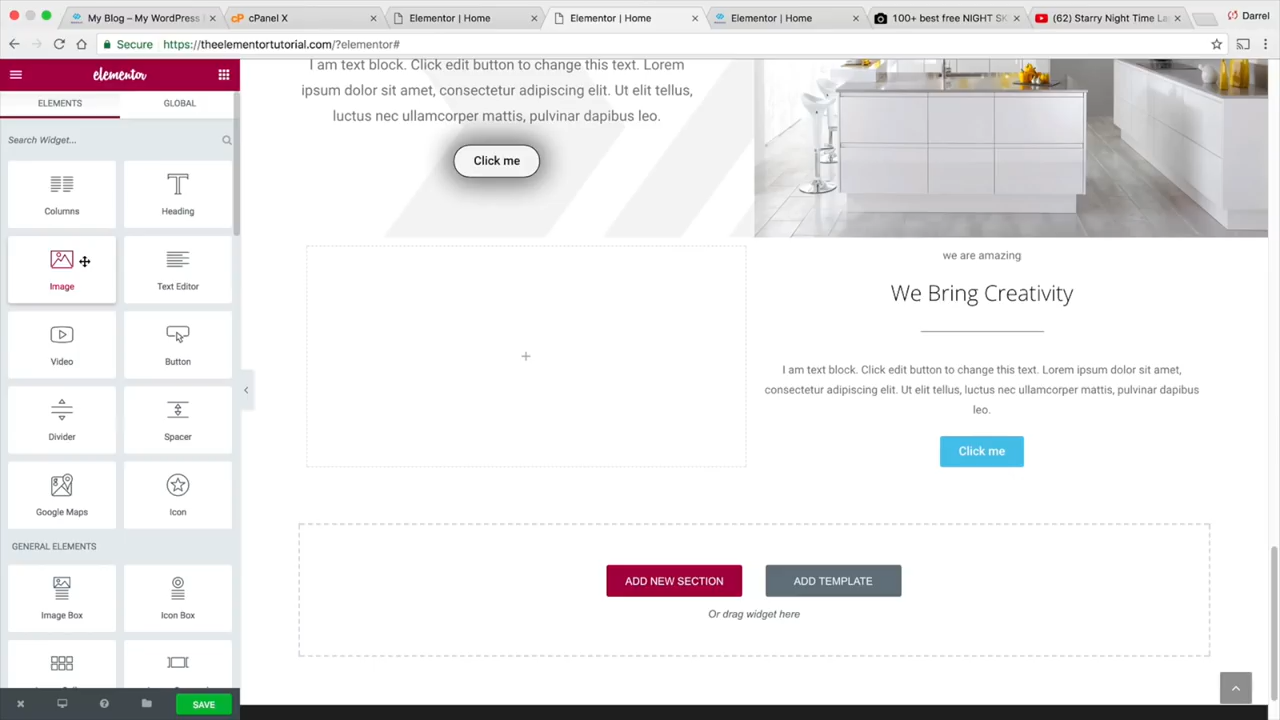 My Blog – My WordPress
cPanel X
Elementor | Home
Elementor | Home
Elementor | Home
100+ best free NIGHT SK
(62) Starry Night Time La
Darrel
Secure
https://theelementortutorial.com/?elementor#
elementor
ELEMENTS
GLOBAL
Search Widget...
Columns
Heading
Image
Text Editor
Video
Button
Divider
Spacer
Google Maps
Icon
GENERAL ELEMENTS
Image Box
Icon Box
SAVE
I am text block. Click edit button to change this text. Lorem
ipsum dolor sit amet, consectetur adipiscing elit. Ut elit tellus,
luctus nec ullamcorper mattis, pulvinar dapibus leo.
Click me
we are amazing
We Bring Creativity
I am text block. Click edit button to change this text. Lorem ipsum dolor sit amet,
consectetur adipiscing elit. Ut elit tellus, luctus nec ullamcorper mattis, pulvinar dapibus
leo.
Click me
ADD NEW SECTION
ADD TEMPLATE
Or drag widget here